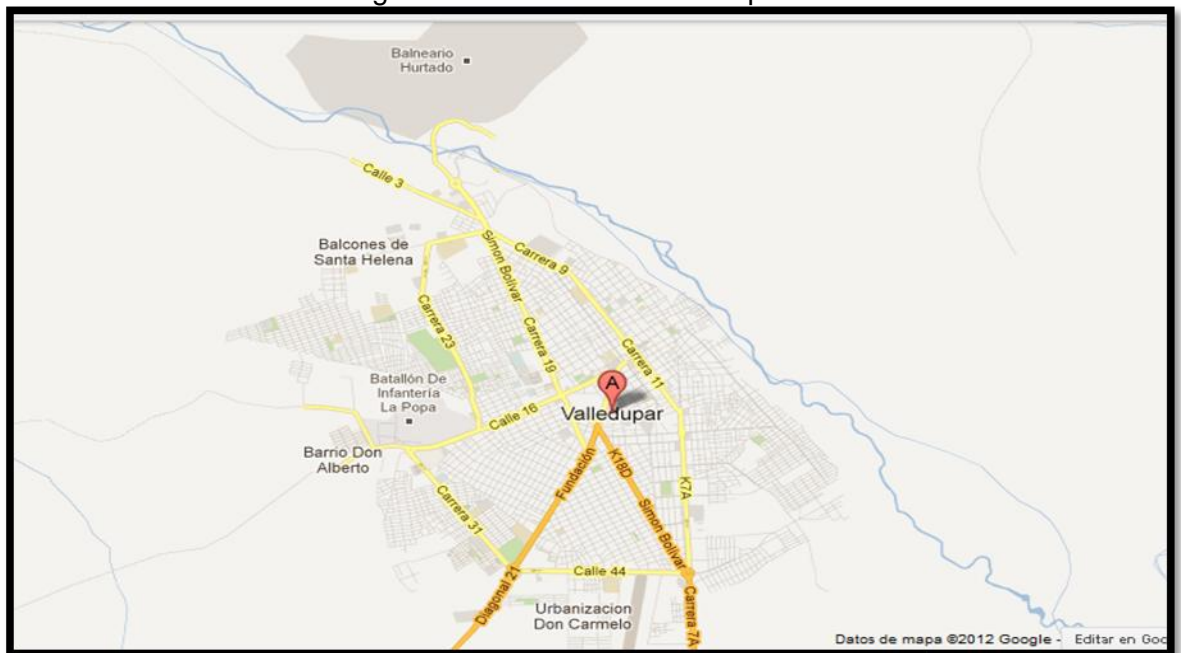 Balneario
Hurtado
Calle 3
Balcones de
Santa Helena
Simon Bolívar
Carrera 9
Carrera 23
Carrera 19
Carrera 11
Batallón De
Infantería
La Popa
A
Valledupar
Calle 16
Barrio Don
Alberto
Fundación
K18D
K7A
Carrera 31
Simon Bolívar
Calle 44
Diagonal 21
Urbanizacion
Don Carmelo
Carrera 7A
Datos de mapa ©2012 Google - Editar en Goo